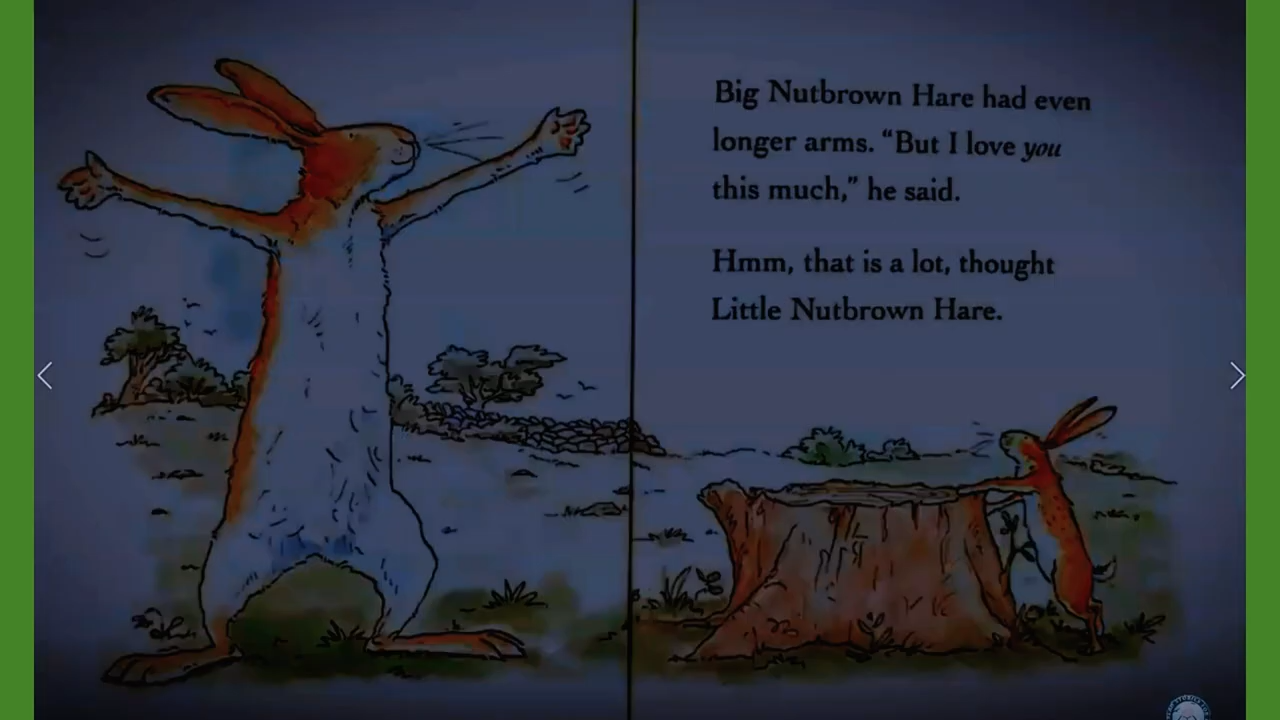 Big Nutbrown Hare had even
longer arms. “But I love you
this much,” he said.
Hmm, that is a lot, thought
Little Nutbrown Hare.